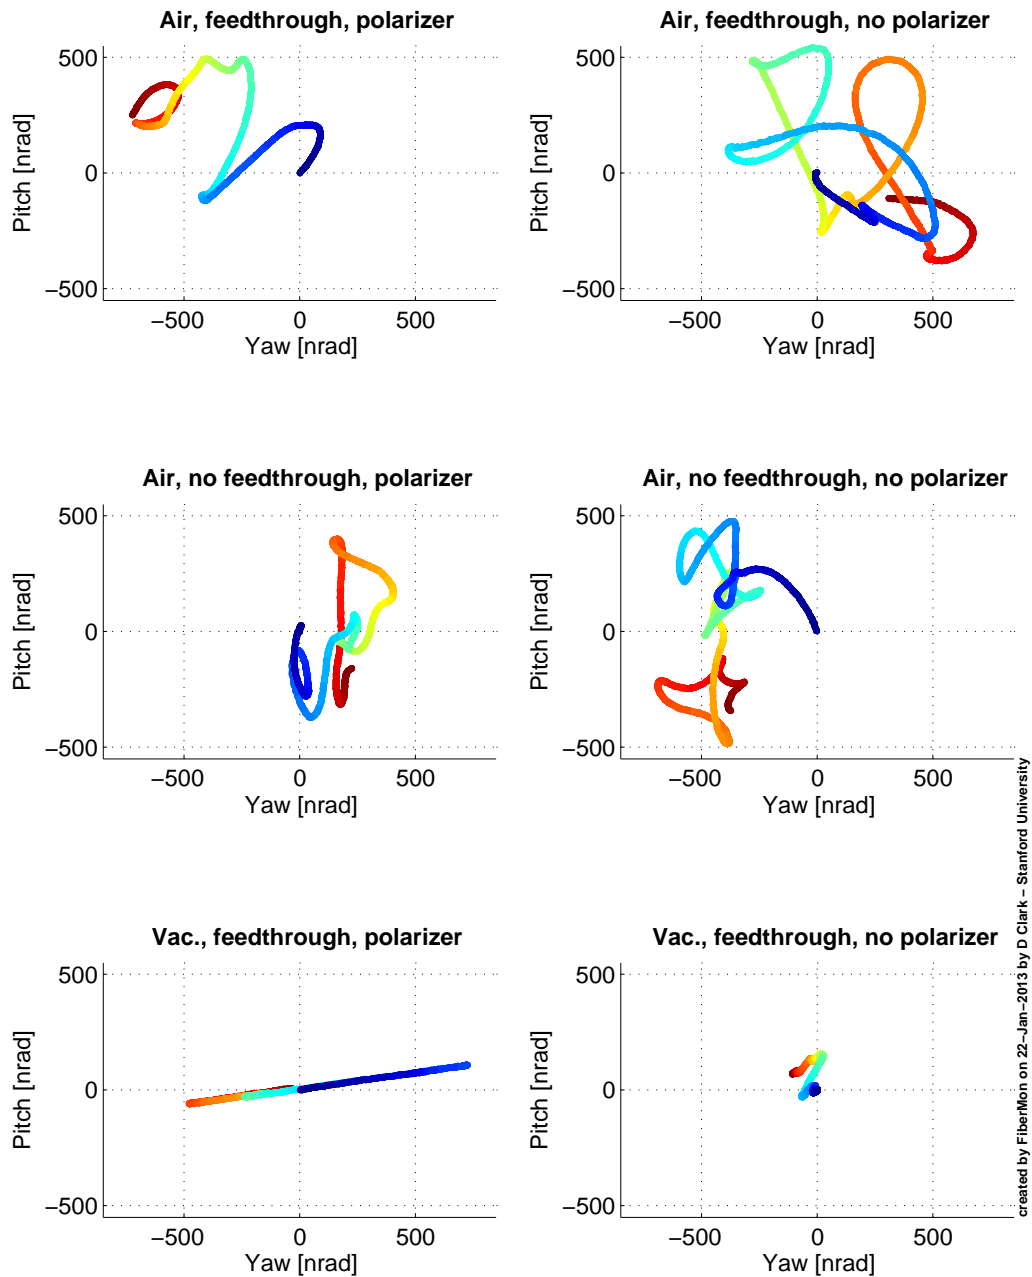 Air, feedthrough, polarizer
500
0
−500
Pitch [nrad]
−500 0 500
Yaw [nrad]
Air, feedthrough, no polarizer
500
0
−500
Pitch [nrad]
−500 0 500
Yaw [nrad]
Air, no feedthrough, polarizer
500
0
−500
Pitch [nrad]
−500 0 500
Yaw [nrad]
Air, no feedthrough, no polarizer
500
0
−500
Pitch [nrad]
−500 0 500
Yaw [nrad]
Vac., feedthrough, polarizer
500
0
−500
Pitch [nrad]
−500 0 500
Yaw [nrad]
Vac., feedthrough, no polarizer
500
0
−500
Pitch [nrad]
−500 0 500
Yaw [nrad]
created by FiberMon on 22−Jan−2013 by D Clark − Stanford University